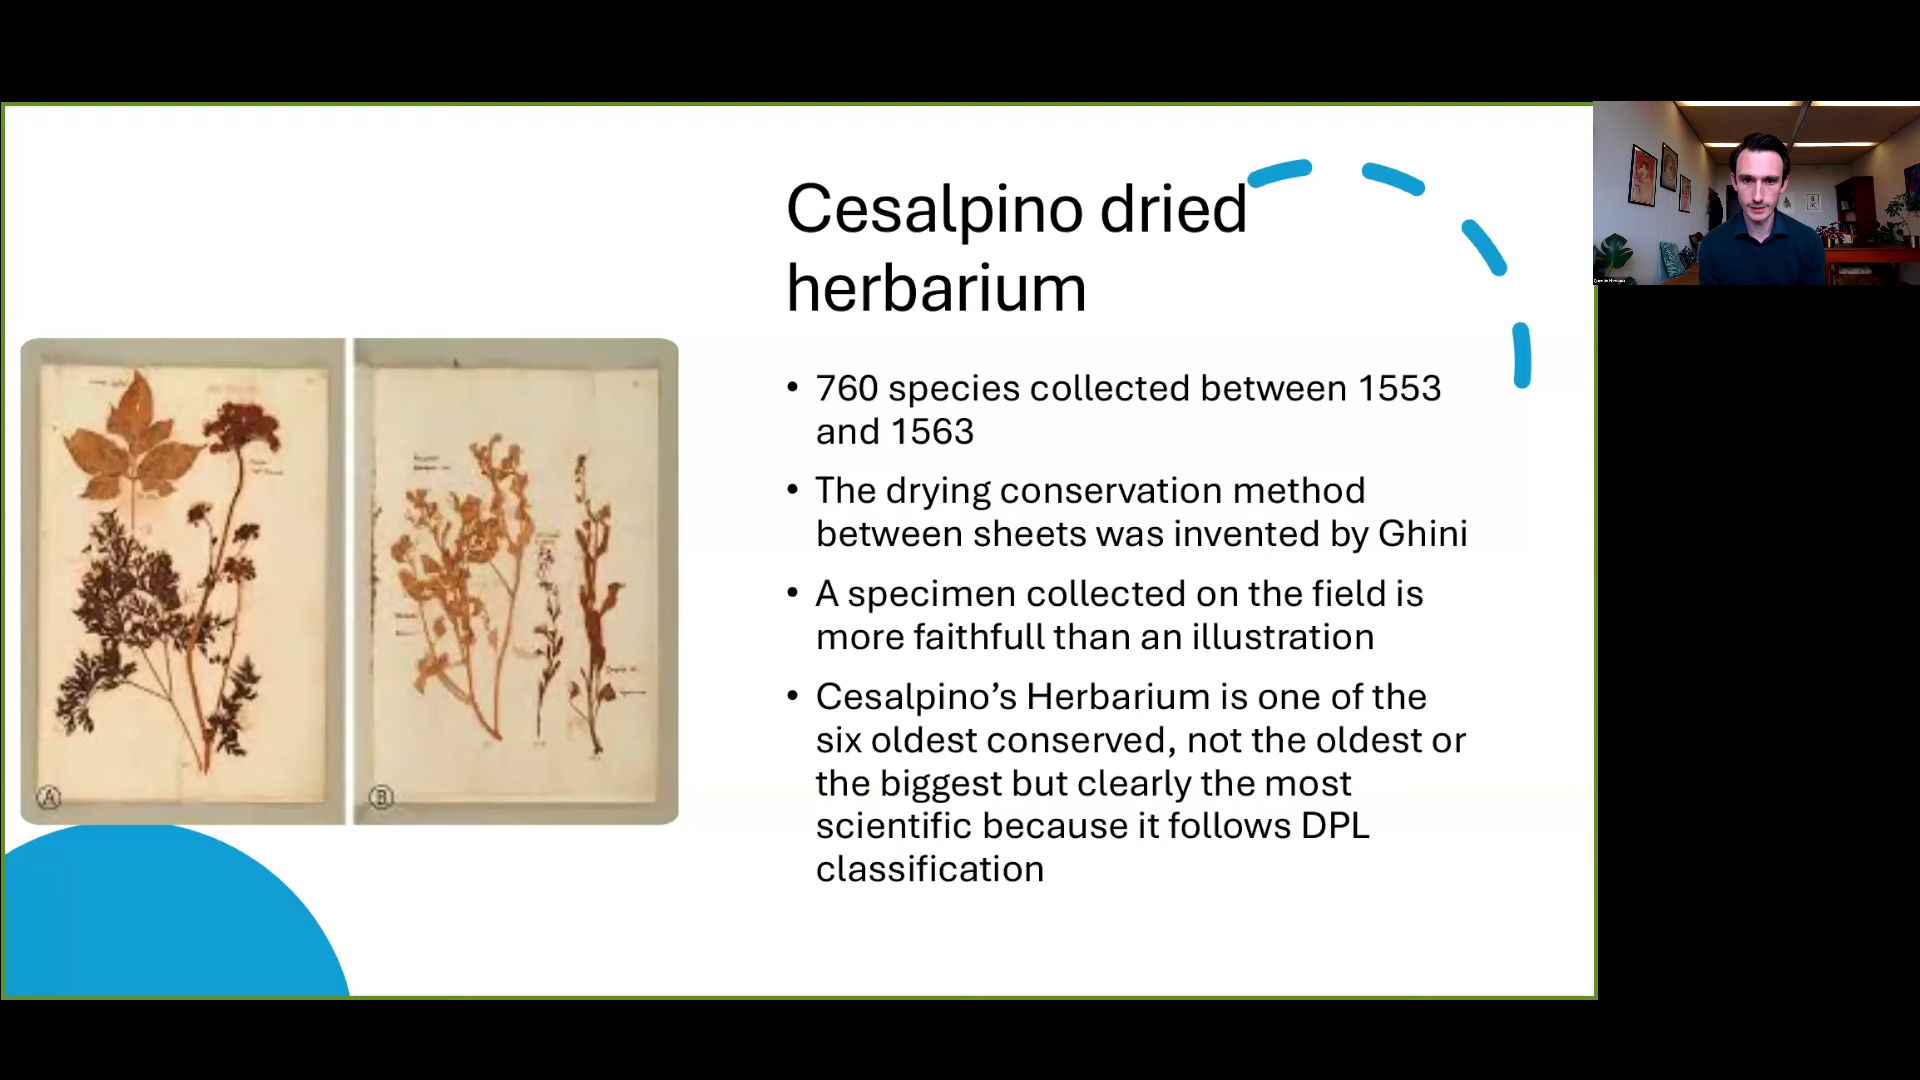 Cesalpino dried
herbarium
• 760 species collected between 1553
and 1563
• The drying conservation method
between sheets was invented by Ghini
• A specimen collected on the field is
more faithfull than an illustration
• Cesalpino’s Herbarium is one of the
six oldest conserved, not the oldest or
the biggest but clearly the most
scientific because it follows DPL
classification
A
B